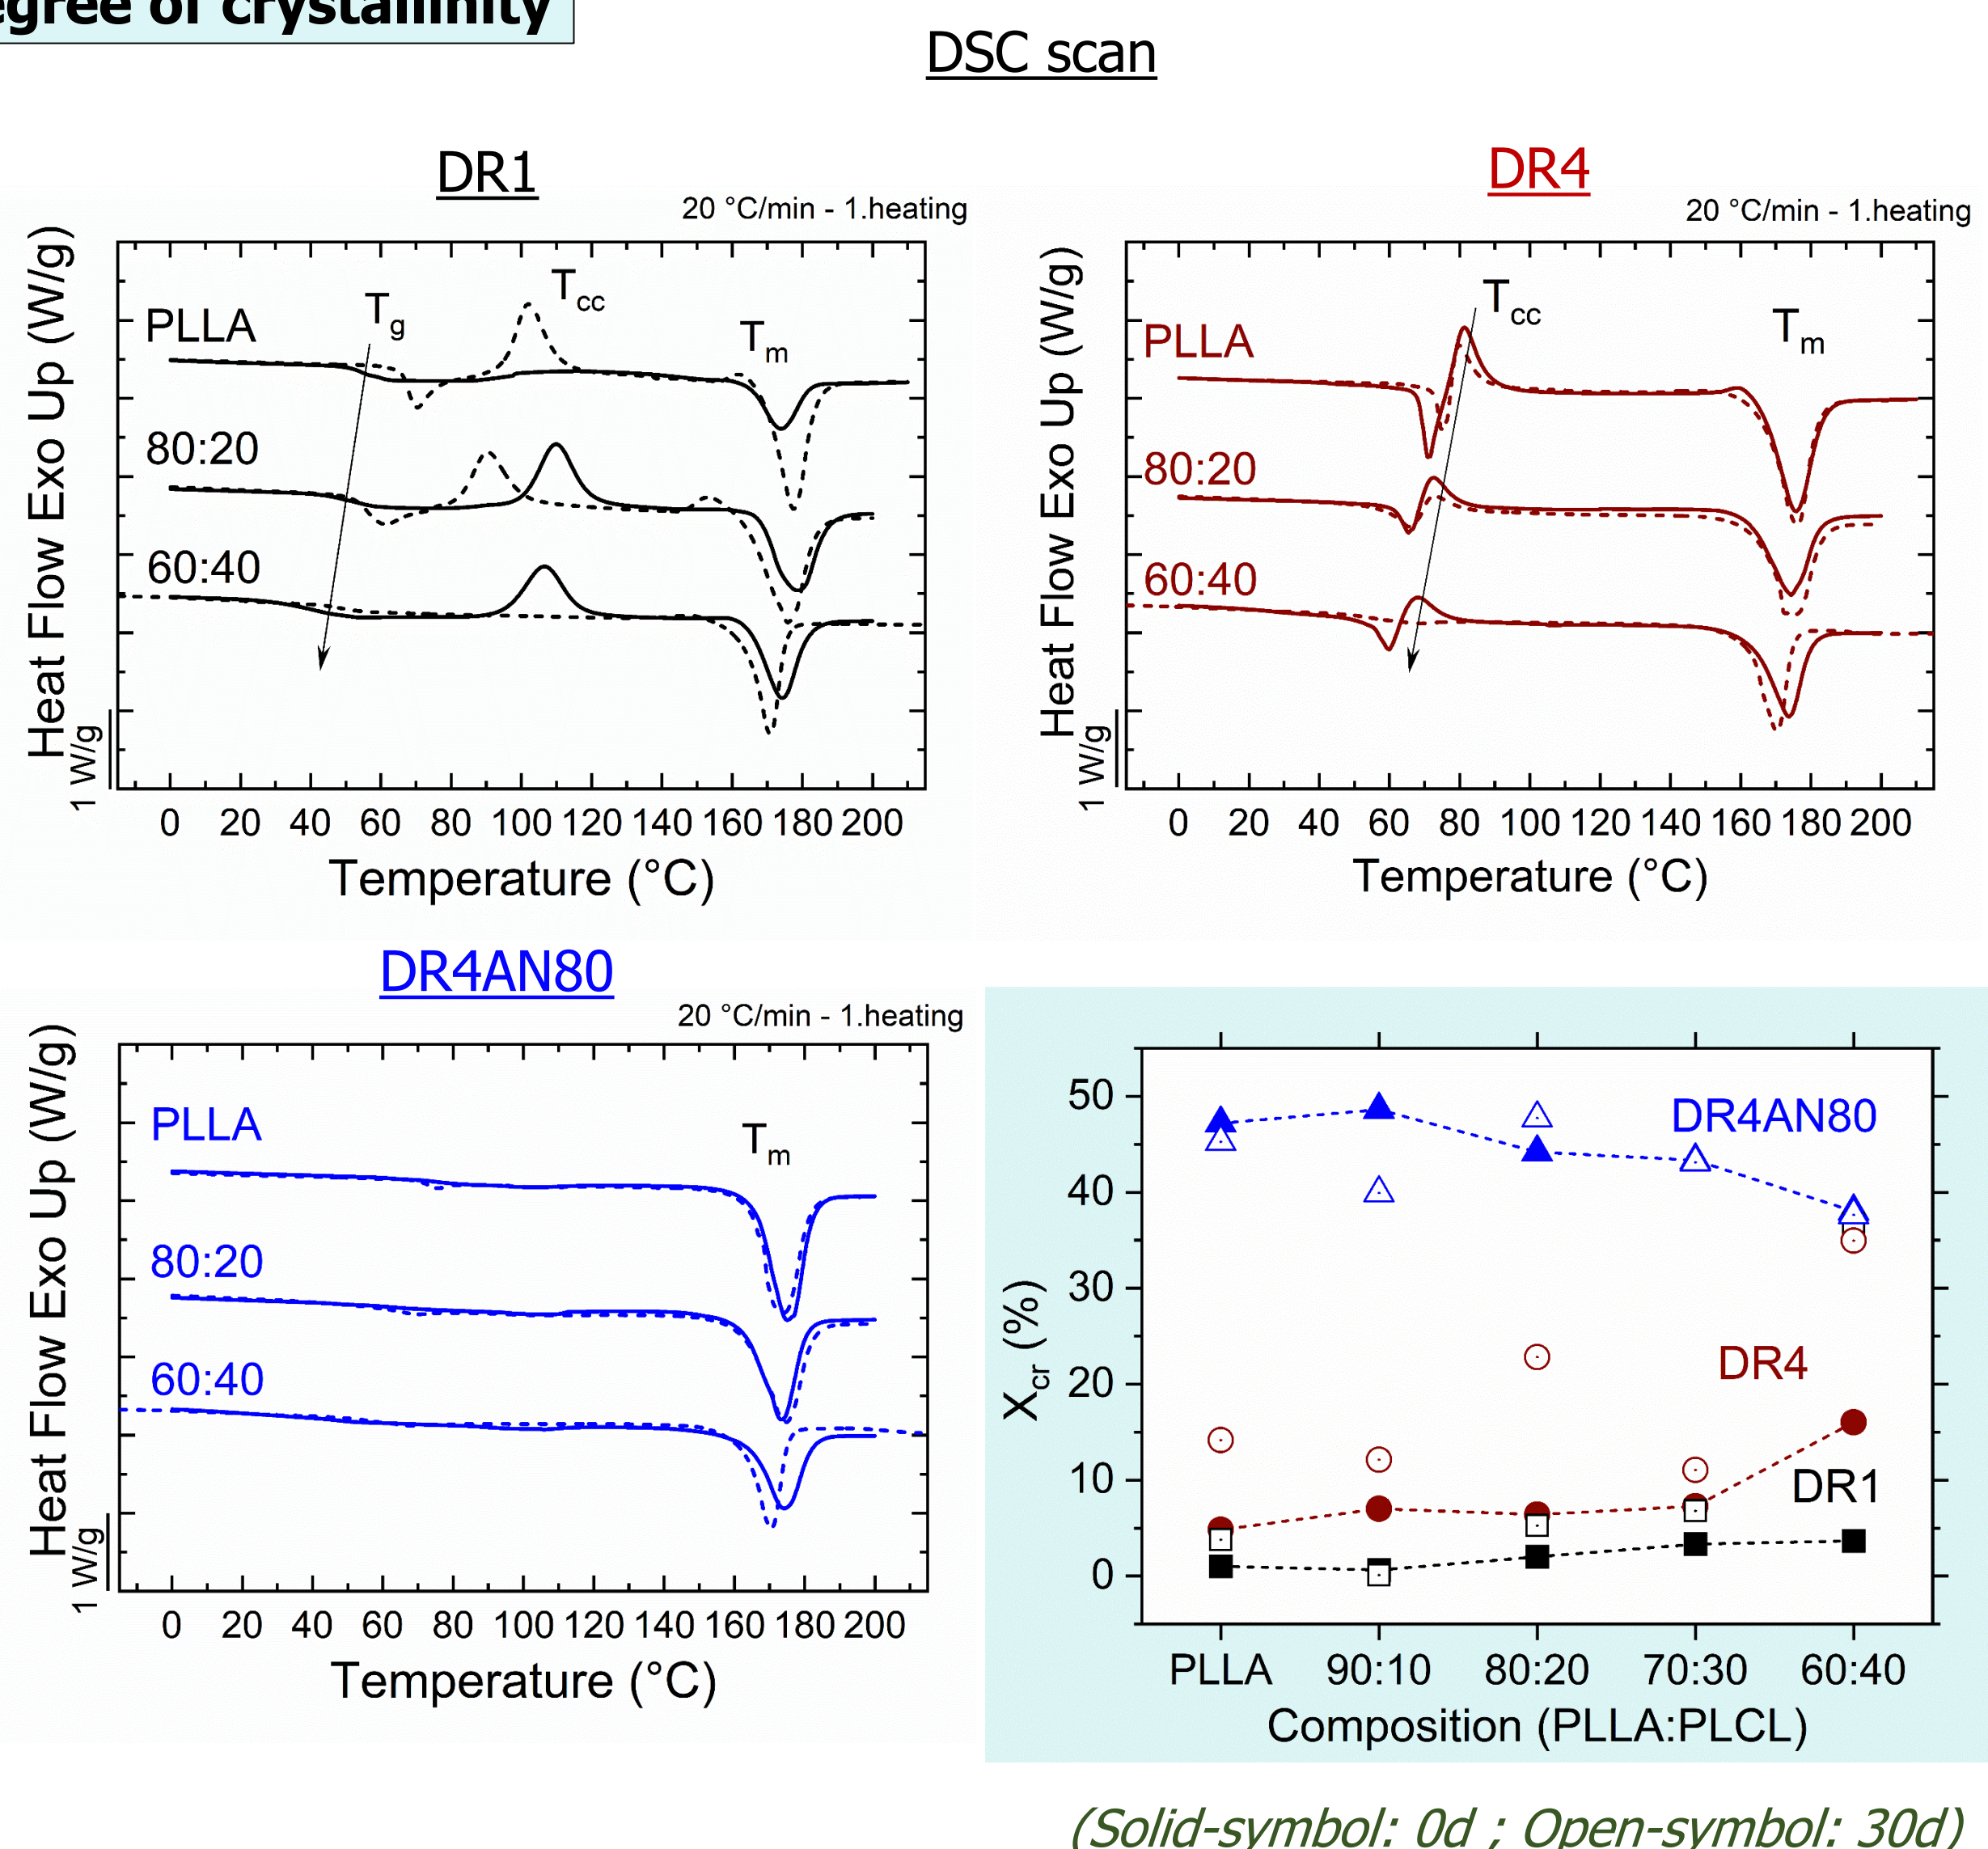 egree of crystallinity
DSC scan
DR1
20 °C/min - 1.heating
Heat Flow Exo Up (W/g)
1 W/g
PLLA
80:20
60:40
Tg
Tcc
Tm
0 20 40 60 80 100 120 140 160 180 200
Temperature (°C)
DR4
20 °C/min - 1.heating
Heat Flow Exo Up (W/g)
1 W/g
PLLA
80:20
60:40
Tcc
Tm
0 20 40 60 80 100 120 140 160 180 200
Temperature (°C)
DR4AN80
20 °C/min - 1.heating
Heat Flow Exo Up (W/g)
1 W/g
PLLA
80:20
60:40
Tm
0 20 40 60 80 100 120 140 160 180 200
Temperature (°C)
Xcr (%)
50
40
30
20
10
0
DR4AN80
DR4
DR1
PLLA 90:10 80:20 70:30 60:40
Composition (PLLA:PLCL)
(Solid-symbol: 0d ; Open-symbol: 30d)